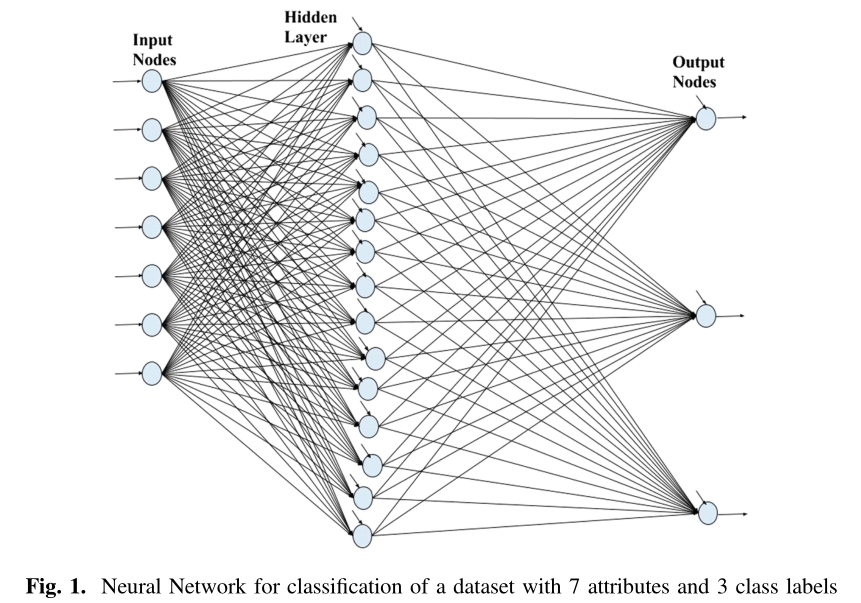 Input
Nodes
Hidden
Layer
Output
Nodes
Fig. 1. Neural Network for classification of a dataset with 7 attributes and 3 class labels